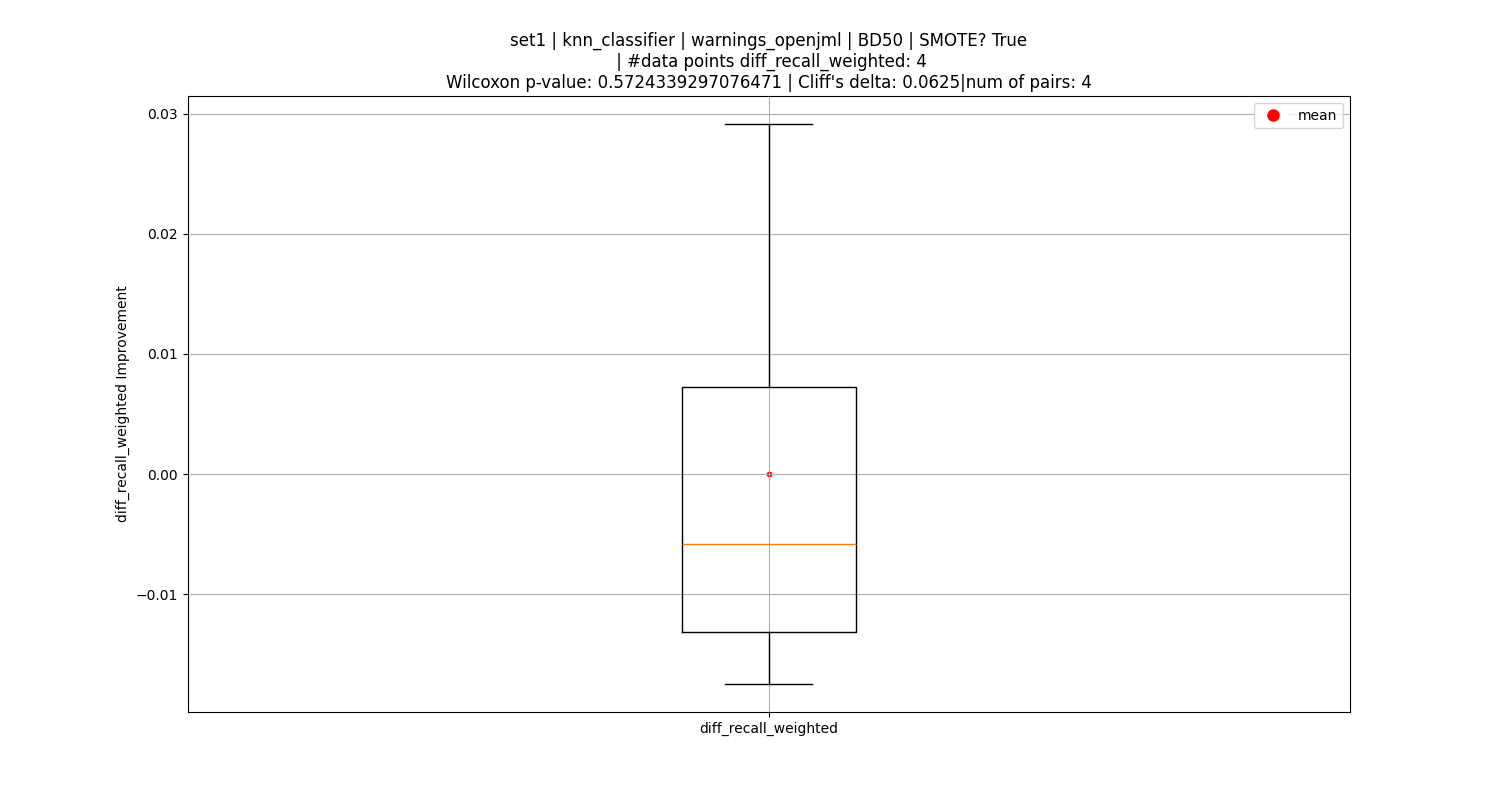 set1 | knn_classifier | warnings_openjml | BD50 | SMOTE? True
| #data points diff_recall_weighted: 4
Wilcoxon p-value: 0.5724339297076471 | Cliff's delta: 0.0625|num of pairs: 4
mean
0.03
0.02
0.01
0.00
−0.01
diff_recall_weighted Improvement
diff_recall_weighted